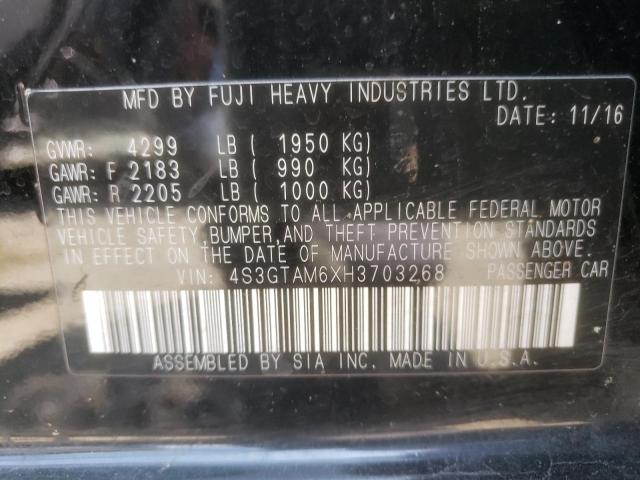 MFD BY FUJI HEAVY INDUSTRIES LTD.
DATE: 11/16
GVWR: 4299 LB ( 1950 KG)
GAWR: F 2183 LB ( 990 KG)
GAWR: R 2205 LB ( 1000 KG)
THIS VEHICLE CONFORMS TO ALL APPLICABLE FEDERAL MOTOR
VEHICLE SAFETY, BUMPER, AND THEFT PREVENTION STANDARDS
IN EFFECT ON THE DATE OF MANUFACTURE SHOWN ABOVE.
VIN: 4S3GTAM6XH3703268 PASSENGER CAR
ASSEMBLED BY SIA INC. MADE IN U.S.A.